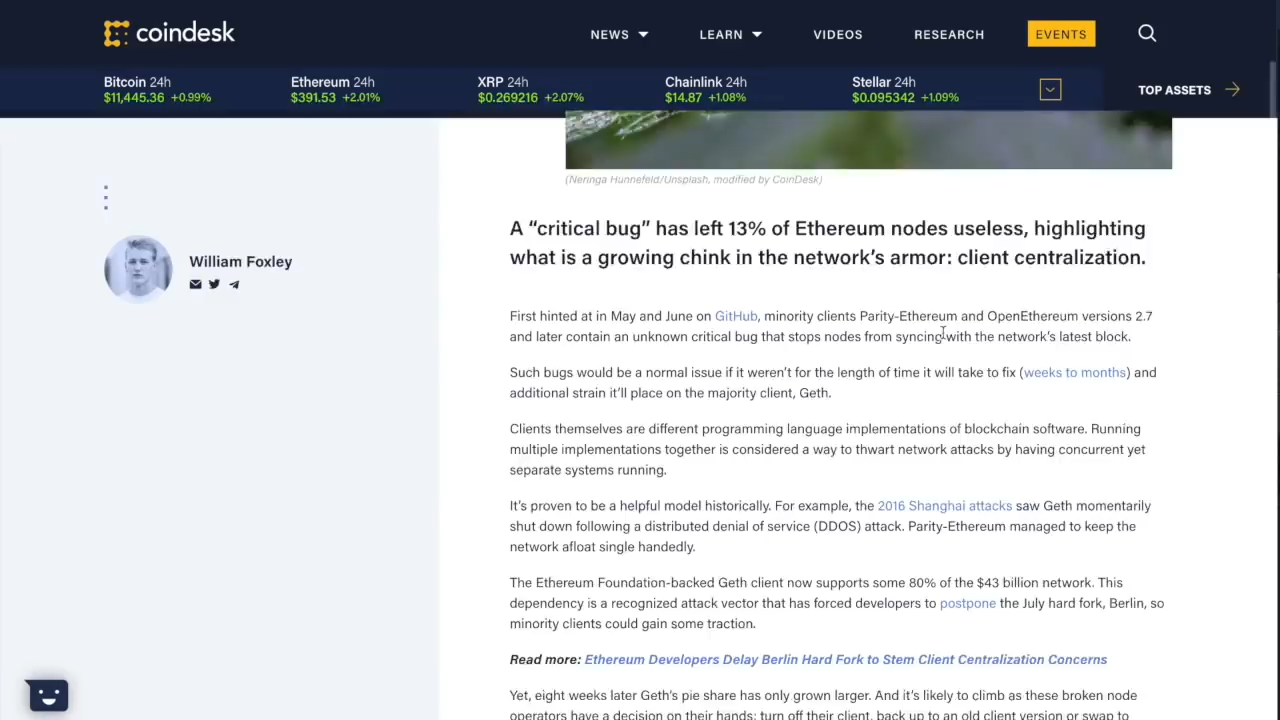 coindesk
NEWS LEARN VIDEOS RESEARCH EVENTS
Bitcoin 24h Ethereum 24h XRP 24h Chainlink 24h Stellar 24h
$11,445.36 +0.99% $391.53 +2.01% $0.269216 +2.07% $14.87 +1.08% $0.095342 +1.09%
TOP ASSETS
(Neringa Hunnefeld/Unsplash, modified by CoinDesk)
William Foxley
A “critical bug” has left 13% of Ethereum nodes useless, highlighting
what is a growing chink in the network’s armor: client centralization.
First hinted at in May and June on GitHub, minority clients Parity-Ethereum and OpenEthereum versions 2.7
and later contain an unknown critical bug that stops nodes from syncing with the network’s latest block.
Such bugs would be a normal issue if it weren’t for the length of time it will take to fix (weeks to months) and
additional strain it’ll place on the majority client, Geth.
Clients themselves are different programming language implementations of blockchain software. Running
multiple implementations together is considered a way to thwart network attacks by having concurrent yet
separate systems running.
It’s proven to be a helpful model historically. For example, the 2016 Shanghai attacks saw Geth momentarily
shut down following a distributed denial of service (DDOS) attack. Parity-Ethereum managed to keep the
network afloat single handedly.
The Ethereum Foundation-backed Geth client now supports some 80% of the $43 billion network. This
dependency is a recognized attack vector that has forced developers to postpone the July hard fork, Berlin, so
minority clients could gain some traction.
Read more: Ethereum Developers Delay Berlin Hard Fork to Stem Client Centralization Concerns
Yet, eight weeks later Geth’s pie share has only grown larger. And it’s likely to climb as these broken node
operators have a decision on their hands: turn off their client, back up to an old client version or swap to